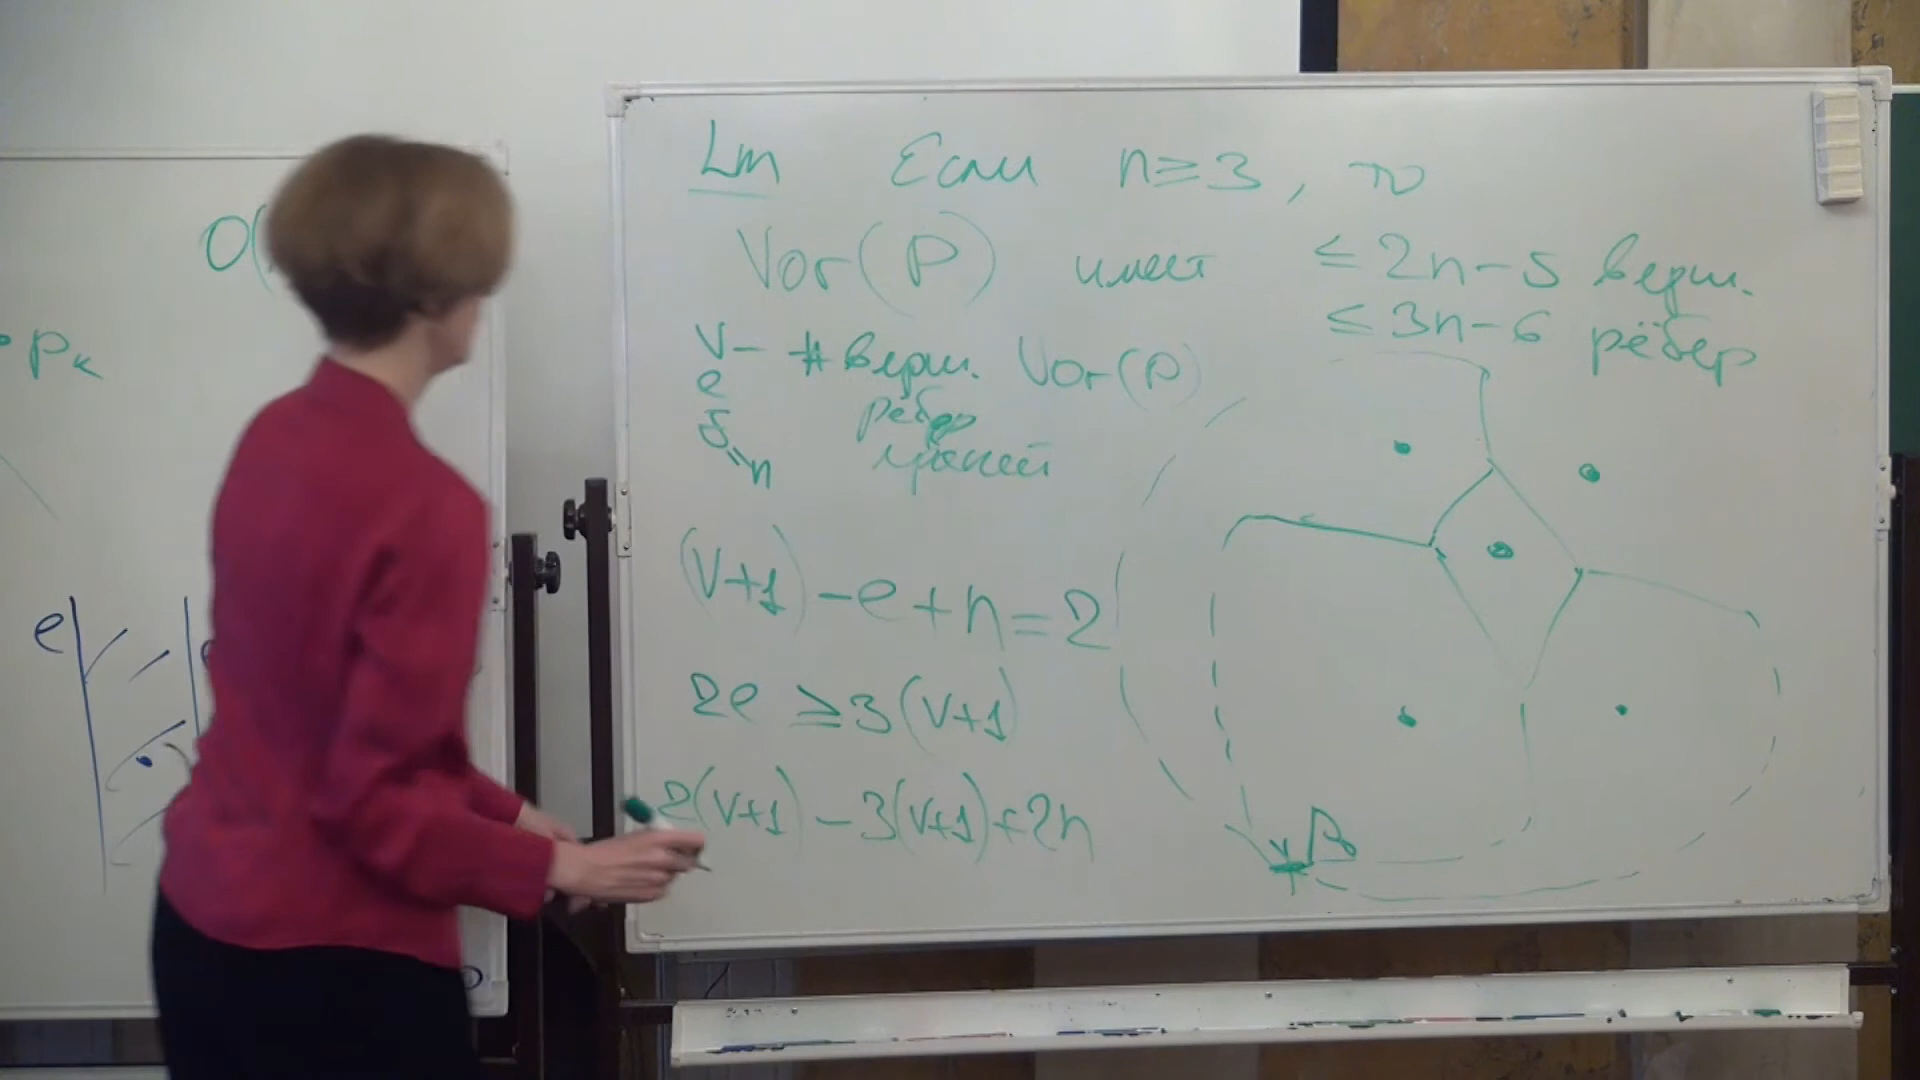 O(
Pк
e
Lm Если n≥3, то
Vor(P) имеет ≤ 2n-5 верш.
≤ 3n-6 рёбер
V - # верш. Vor(P)
e рёбер
f граней
=n
(V+1) - e + n = 2
2e ≥ 3(V+1)
2(V+1) - 3(V+1) + 2n